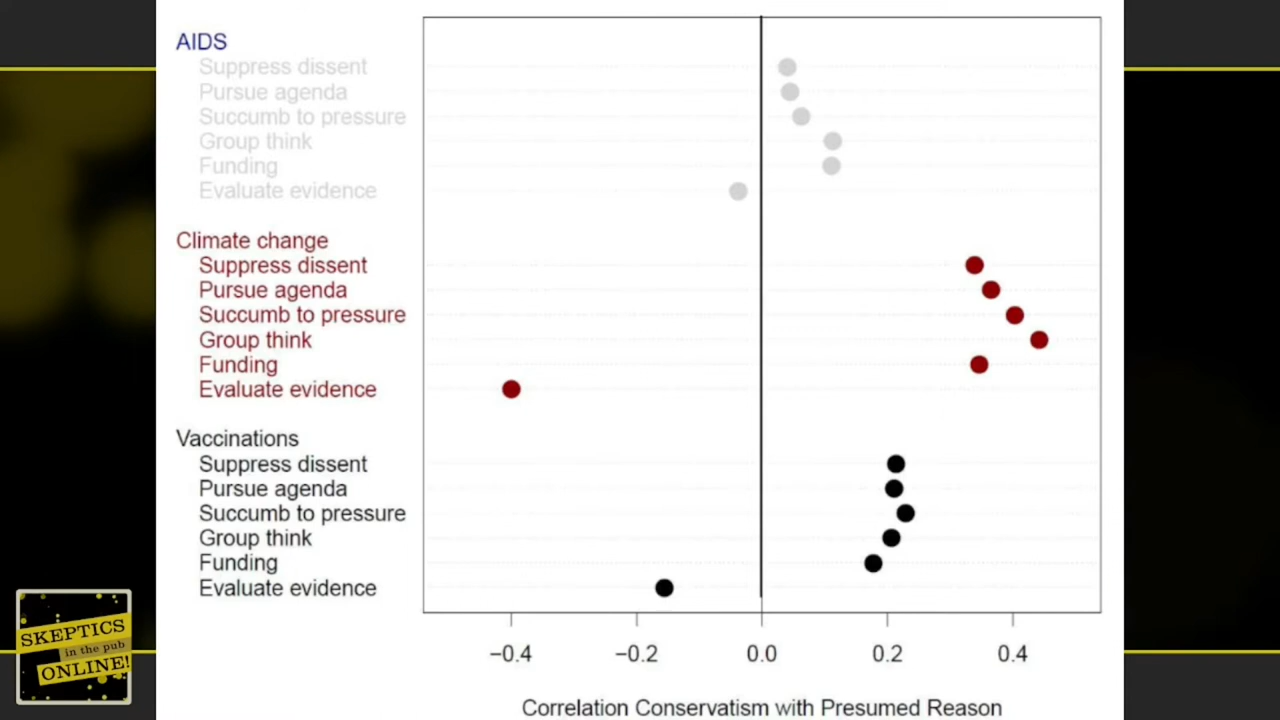 AIDS
Suppress dissent
Pursue agenda
Succumb to pressure
Group think
Funding
Evaluate evidence
Climate change
Suppress dissent
Pursue agenda
Succumb to pressure
Group think
Funding
Evaluate evidence
Vaccinations
Suppress dissent
Pursue agenda
Succumb to pressure
Group think
Funding
Evaluate evidence
−0.4 −0.2 0.0 0.2 0.4
Correlation Conservatism with Presumed Reason
SKEPTICS
in the pub
ONLINE!